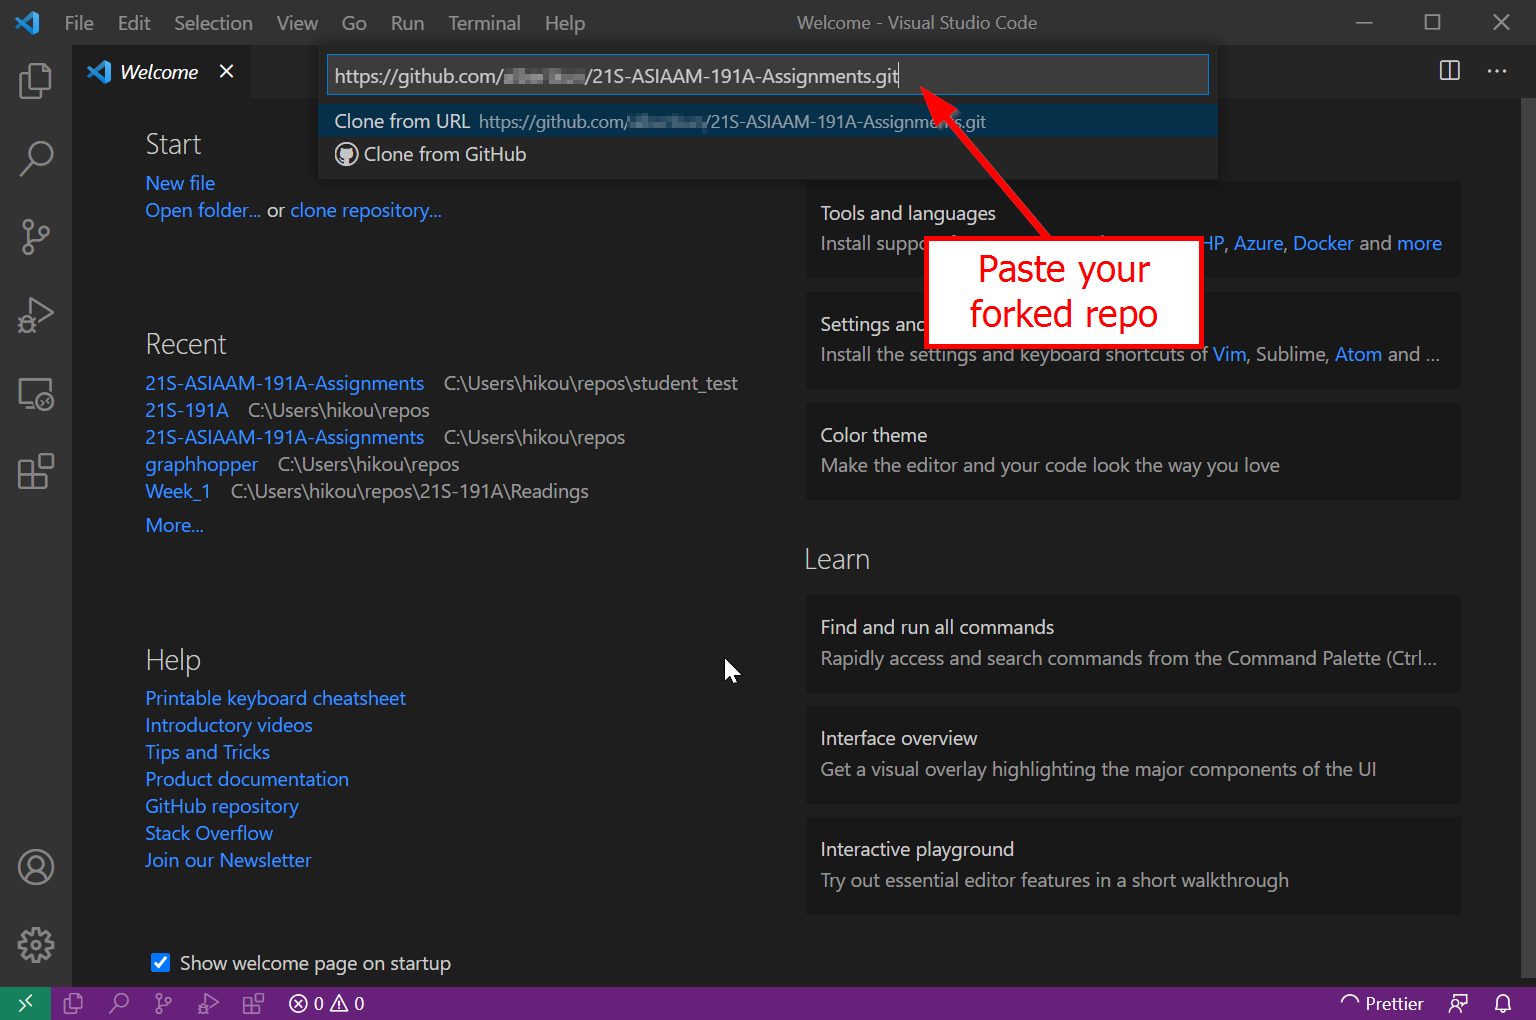 File Edit Selection View Go Run Terminal Help Welcome - Visual Studio Code
Welcome
https://github.com/ /21S-ASIAAM-191A-Assignments.git
Clone from URL https://github.com/ /21S-ASIAAM-191A-Assignments.git
Clone from GitHub
Paste your
forked repo
Start
New file
Open folder... or clone repository...
Recent
21S-ASIAAM-191A-Assignments C:\Users\hikou\repos\student_test
21S-191A C:\Users\hikou\repos
21S-ASIAAM-191A-Assignments C:\Users\hikou\repos
graphhopper C:\Users\hikou\repos
Week_1 C:\Users\hikou\repos\21S-191A\Readings
More...
Help
Printable keyboard cheatsheet
Introductory videos
Tips and Tricks
Product documentation
GitHub repository
Stack Overflow
Join our Newsletter
Show welcome page on startup
Tools and languages
Install HP, Azure, Docker and more
Settings
Install the settings and keyboard shortcuts of Vim, Sublime, Atom and ...
Color theme
Make the editor and your code look the way you love
Learn
Find and run all commands
Rapidly access and search commands from the Command Palette (Ctrl...
Interface overview
Get a visual overlay highlighting the major components of the UI
Interactive playground
Try out essential editor features in a short walkthrough
0 0 Prettier